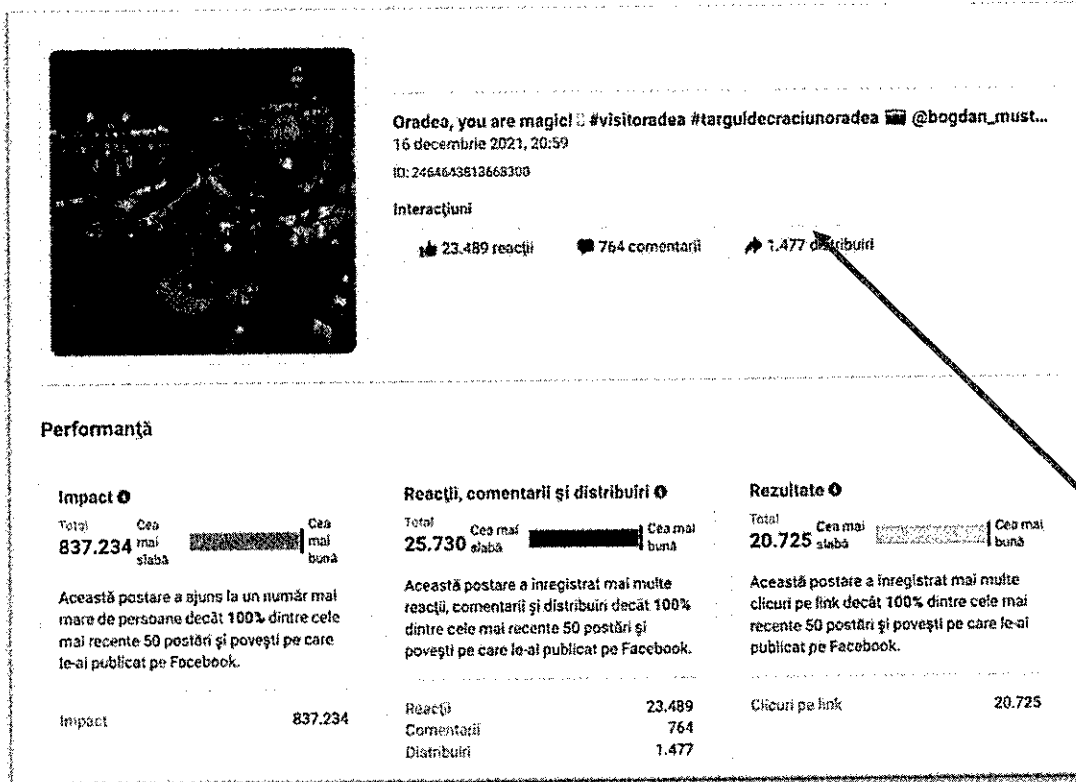 Oradea, you are magic! #visitoradea #targuldecraciunoradea @bogdan_must...
16 decembrie 2021, 20:59
ID: 2464643813668300
Interacțiuni
23.489 reacții 764 comentarii 1.477 distribuiri
Performanță
Impact
Total
837.234
Cea mai slabă
Cea mai bună
Această postare a ajuns la un număr mai
mare de persoane decât 100% dintre cele
mai recente 50 postări și povești pe care
le-ai publicat pe Facebook.
Impact 837.234
Reacții, comentarii și distribuiri
Total
25.730
Cea mai slabă
Cea mai bună
Această postare a înregistrat mai multe
reacții, comentarii și distribuiri decât 100%
dintre cele mai recente 50 postări și
povești pe care le-ai publicat pe Facebook.
Reacții 23.489
Comentarii 764
Distribuiri 1.477
Rezultate
Total
20.725
Cea mai slabă
Cea mai bună
Această postare a înregistrat mai multe
clicuri pe link decât 100% dintre cele mai
recente 50 postări și povești pe care le-ai
publicat pe Facebook.
Clicuri pe link 20.725